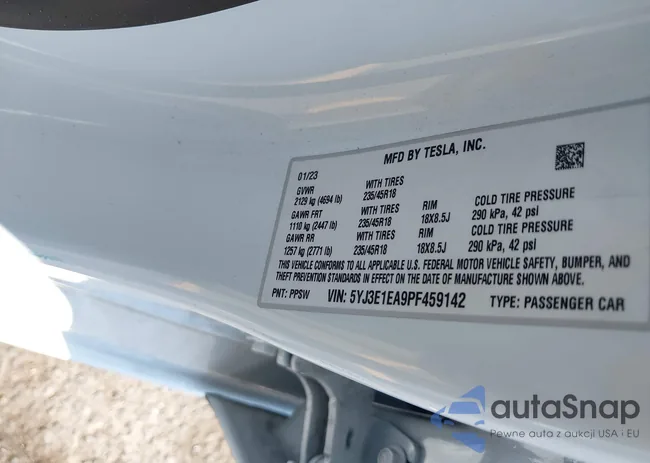 MFD BY TESLA, INC.
01/23
GVWR WITH TIRES
2129 kg (4694 lb) 235/45R18
GAWR FRT WITH TIRES RIM COLD TIRE PRESSURE
1110 kg (2447 lb) 235/45R18 18X8.5J 290 kPa, 42 psi
GAWR RR WITH TIRES RIM COLD TIRE PRESSURE
1257 kg (2771 lb) 235/45R18 18X8.5J 290 kPa, 42 psi
THIS VEHICLE CONFORMS TO ALL APPLICABLE U.S. FEDERAL MOTOR VEHICLE SAFETY, BUMPER, AND
THEFT PREVENTION STANDARDS IN EFFECT ON THE DATE OF MANUFACTURE SHOWN ABOVE.
PNT: PPSW VIN: 5YJ3E1EA9PF459142 TYPE: PASSENGER CAR
autaSnap
Pewne auta z aukcji USA i EU